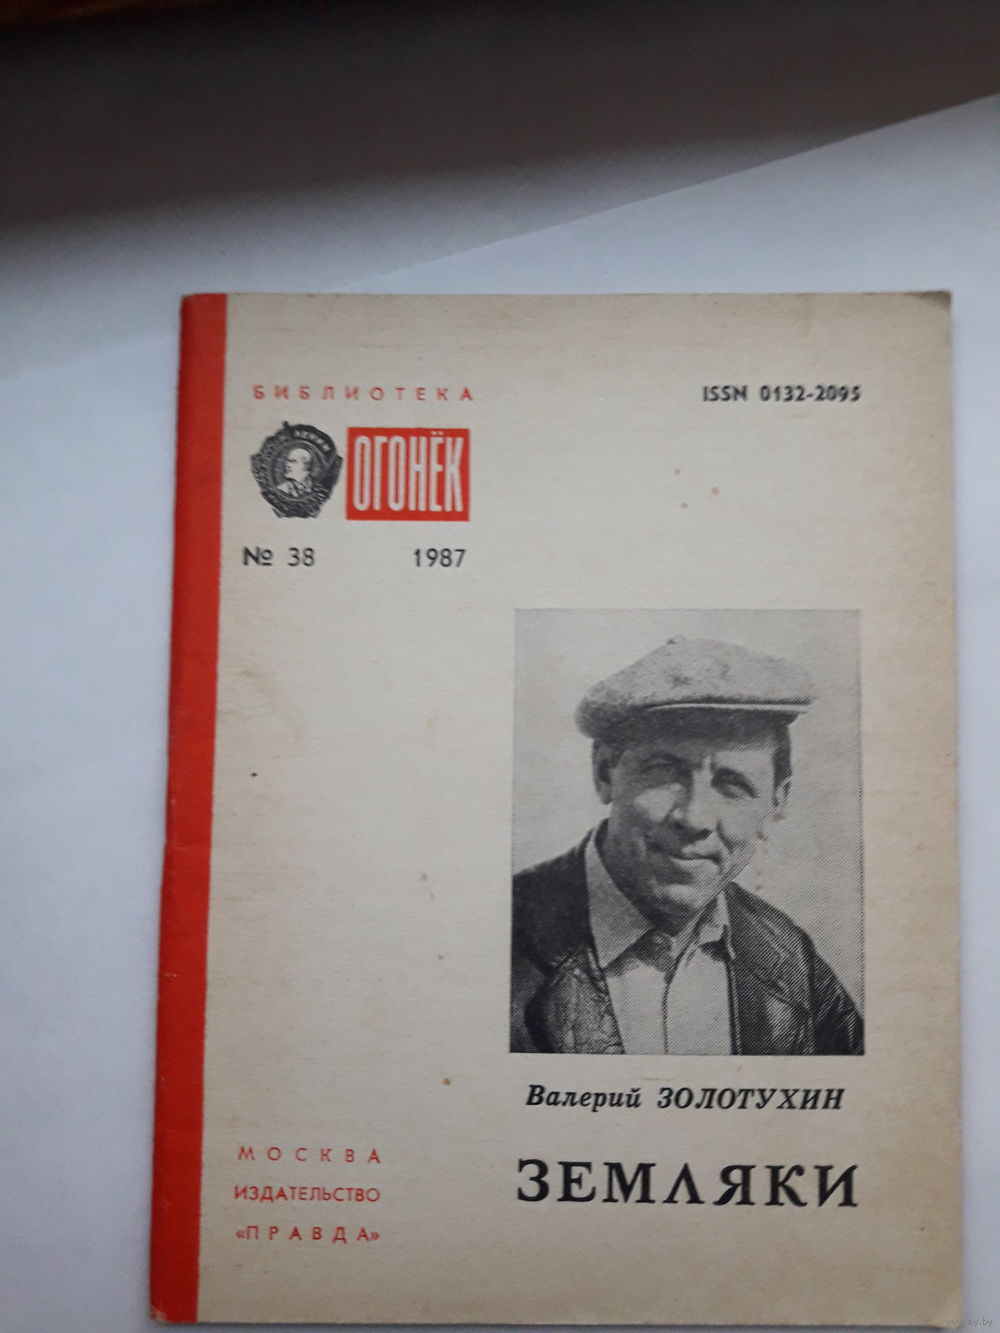 БИБЛИОТЕКА
ISSN 0132-2095
ОГОНЁК
№ 38 1987
Валерий ЗОЛОТУХИН
ЗЕМЛЯКИ
МОСКВА
ИЗДАТЕЛЬСТВО
«ПРАВДА»